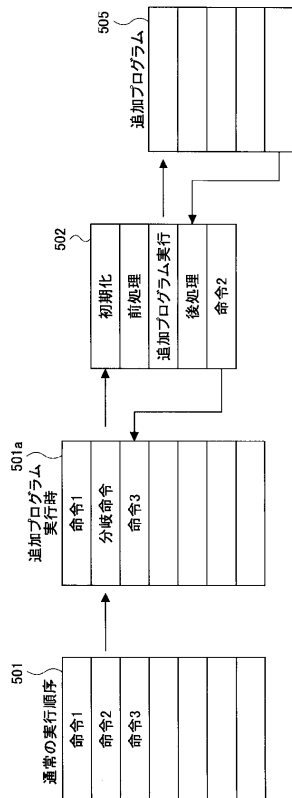 501
通常の実行順序
命令1
命令2
命令3
501a
追加プログラム
実行時
命令1
分岐命令
命令3
502
初期化
前処理
追加プログラム実行
後処理
命令2
505
追加プログラム